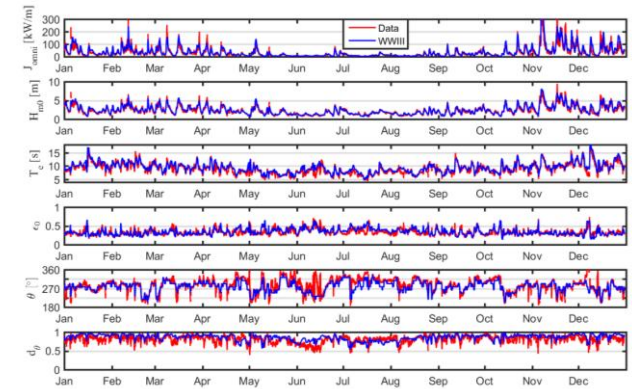 J_omni [kW/m]
300
200
100
0
Data
WWIII
Jan Feb Mar Apr May Jun Jul Aug Sep Oct Nov Dec
H_m0 [m]
10
5
0
Jan Feb Mar Apr May Jun Jul Aug Sep Oct Nov Dec
T_e [s]
15
10
5
Jan Feb Mar Apr May Jun Jul Aug Sep Oct Nov Dec
ϵ_0
1
0.5
0
Jan Feb Mar Apr May Jun Jul Aug Sep Oct Nov Dec
θ [°]
360
270
180
Jan Feb Mar Apr May Jun Jul Aug Sep Oct Nov Dec
d_θ
1
0.5
0
Jan Feb Mar Apr May Jun Jul Aug Sep Oct Nov Dec